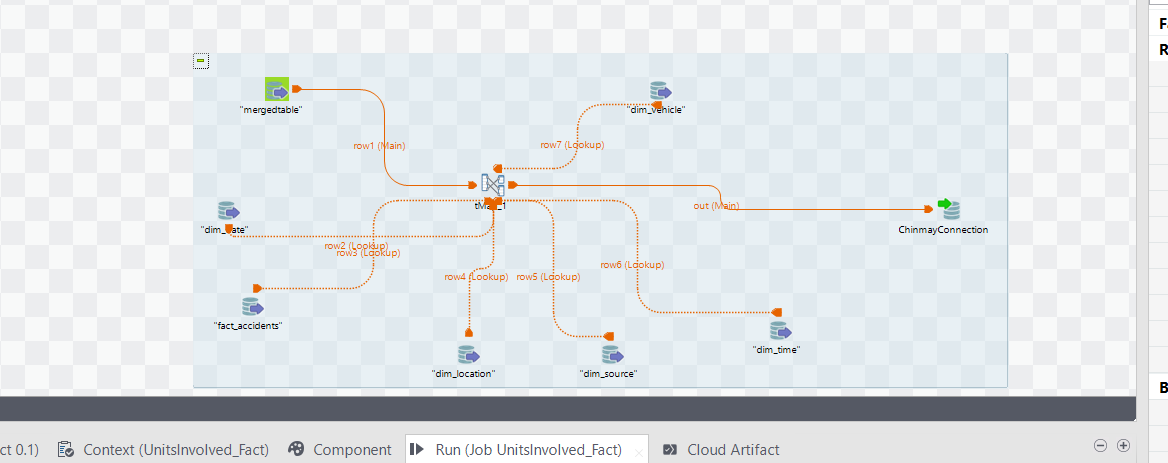 "mergedtable"
"dim_vehicle"
row1 (Main)
row7 (Lookup)
tMap_1
out (Main)
"dim_date"
ChinmayConnection
row2 (Lookup)
row3 (Lookup)
row4 (Lookup)
row5 (Lookup)
row6 (Lookup)
"fact_accidents"
"dim_time"
"dim_location"
"dim_source"
ct 0.1)
Context (UnitsInvolved_Fact)
Component
Run (Job UnitsInvolved_Fact)
Cloud Artifact
F
R
B